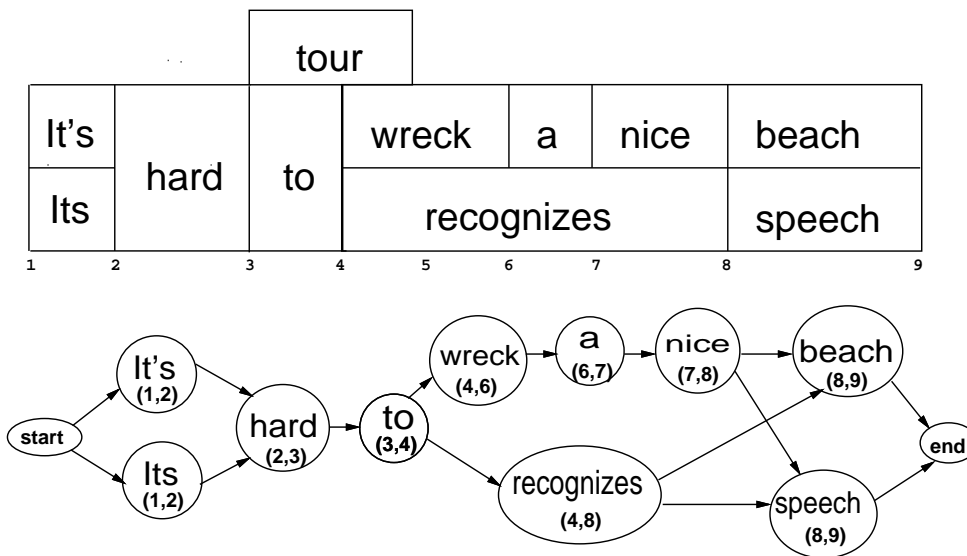 tour
It's hard to wreck a nice beach
Its recognizes speech
1 2 3 4 5 6 7 8 9
start
It's
(1,2)
Its
(1,2)
hard
(2,3)
to
(3,4)
wreck
(4,6)
a
(6,7)
nice
(7,8)
beach
(8,9)
recognizes
(4,8)
speech
(8,9)
end